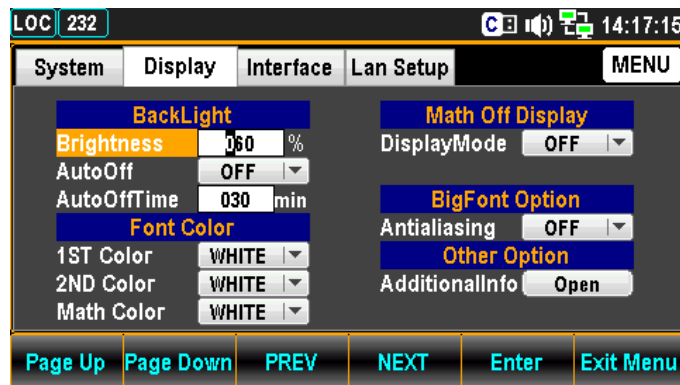 LOC 232 C 14:17:15
System Display Interface Lan Setup MENU
BackLight
Brightness 060 %
AutoOff OFF
AutoOffTime 030 min
Font Color
1ST Color WHITE
2ND Color WHITE
Math Color WHITE
Math Off Display
DisplayMode OFF
BigFont Option
Antialiasing OFF
Other Option
AdditionalInfo Open
Page Up Page Down PREV NEXT Enter Exit Menu